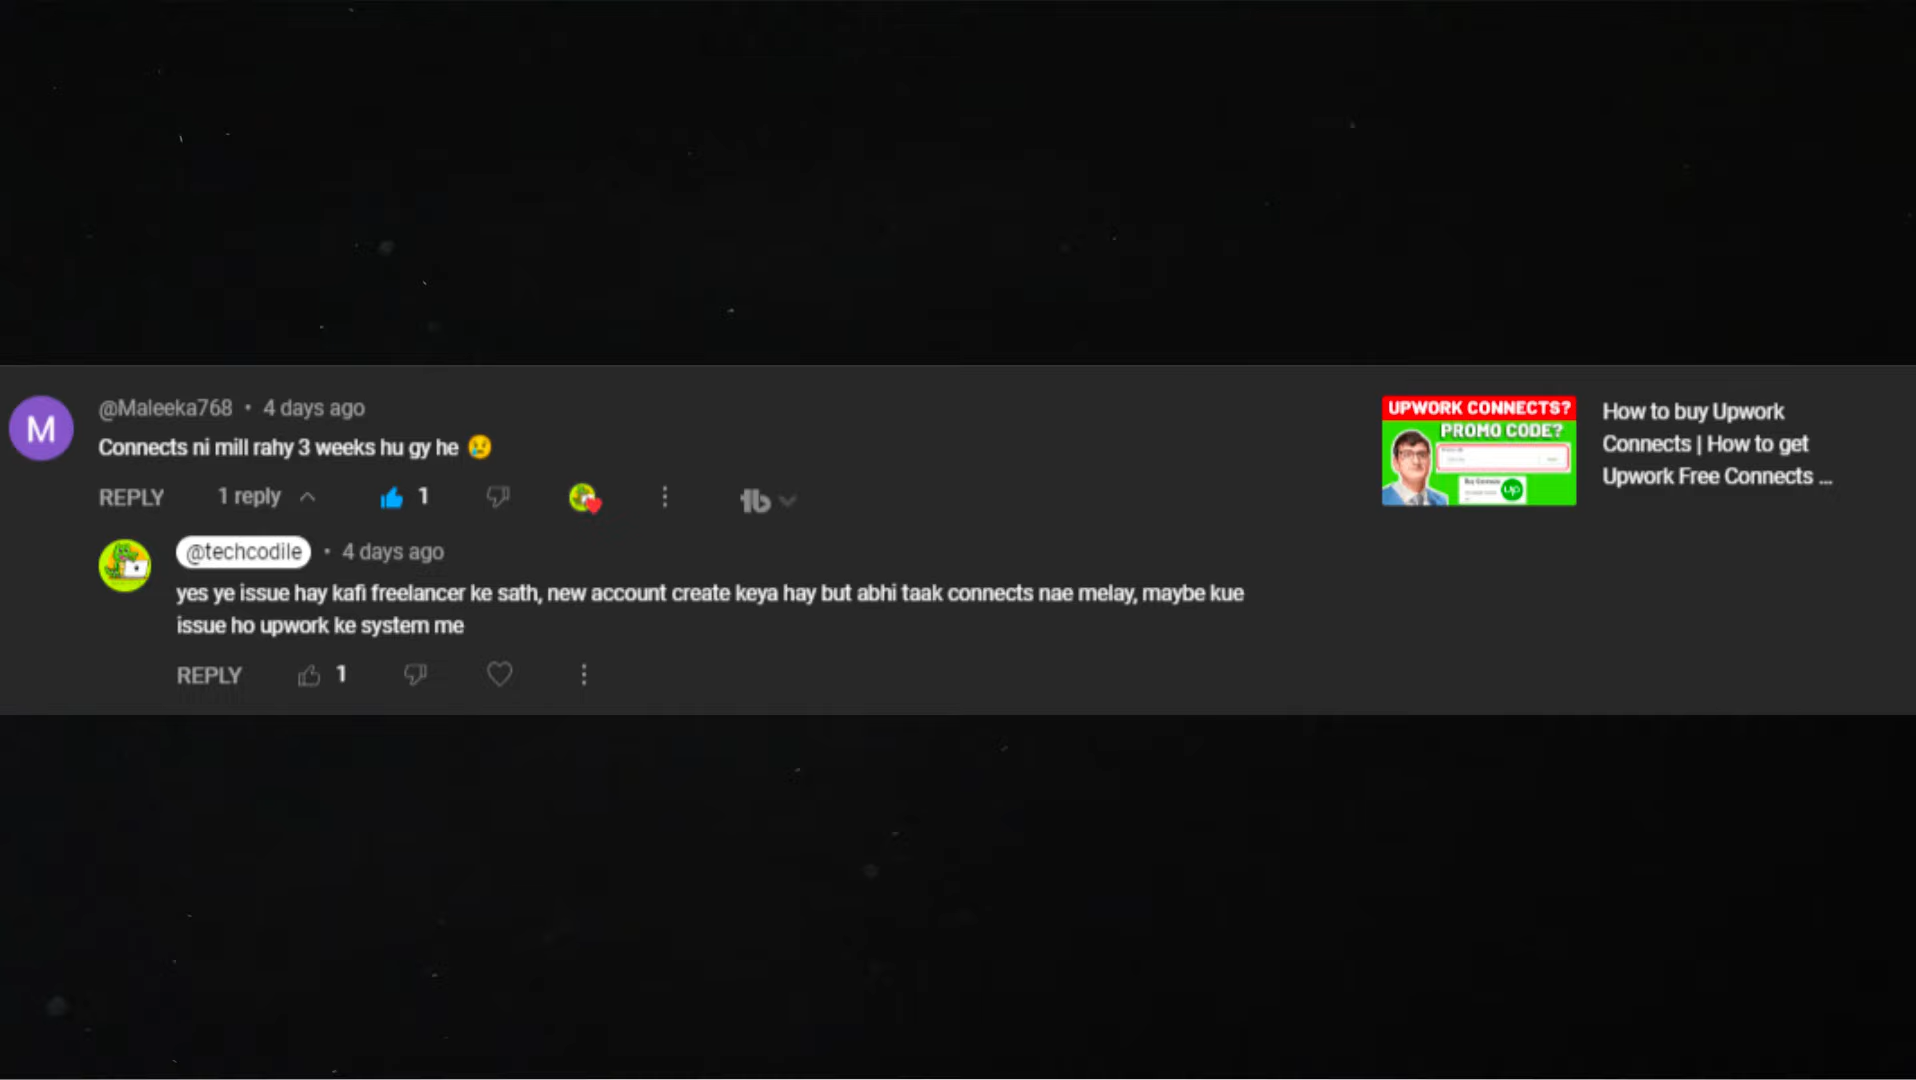 @Maleeka768 • 4 days ago
Connects ni mill rahy 3 weeks hu gy he 😢
REPLY 1 reply 1
@techcodile • 4 days ago
yes ye issue hay kafi freelancer ke sath, new account create keya hay but abhi taak connects nae melay, maybe kue
issue ho upwork ke system me
REPLY 1
M
UPWORK CONNECTS?
PROMO CODE?
up
How to buy Upwork
Connects | How to get
Upwork Free Connects ...